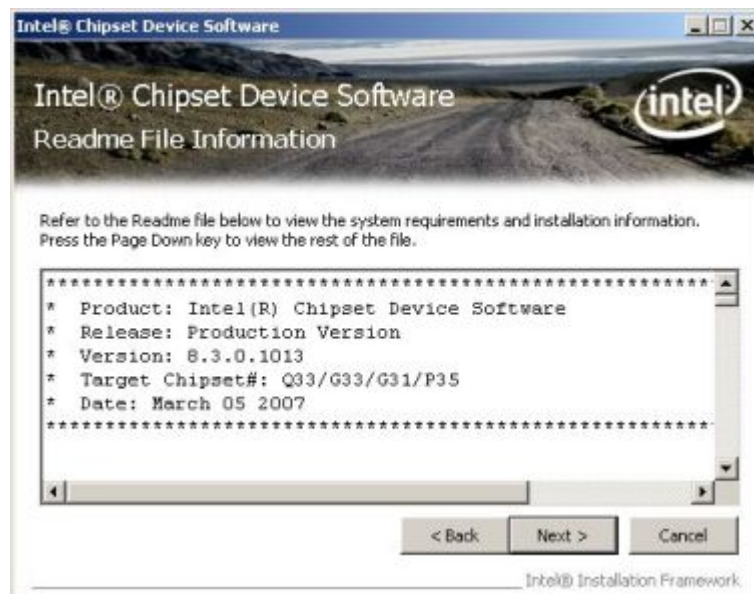 Intel® Chipset Device Software
Intel® Chipset Device Software
intel
Readme File Information
Refer to the Readme file below to view the system requirements and installation information.
Press the Page Down key to view the rest of the file.
************************************************************
* Product: Intel(R) Chipset Device Software
* Release: Production Version
* Version: 8.3.0.1013
* Target Chipset#: Q33/G33/G31/P35
* Date: March 05 2007
************************************************************
< Back Next > Cancel
Intel® Installation Framework